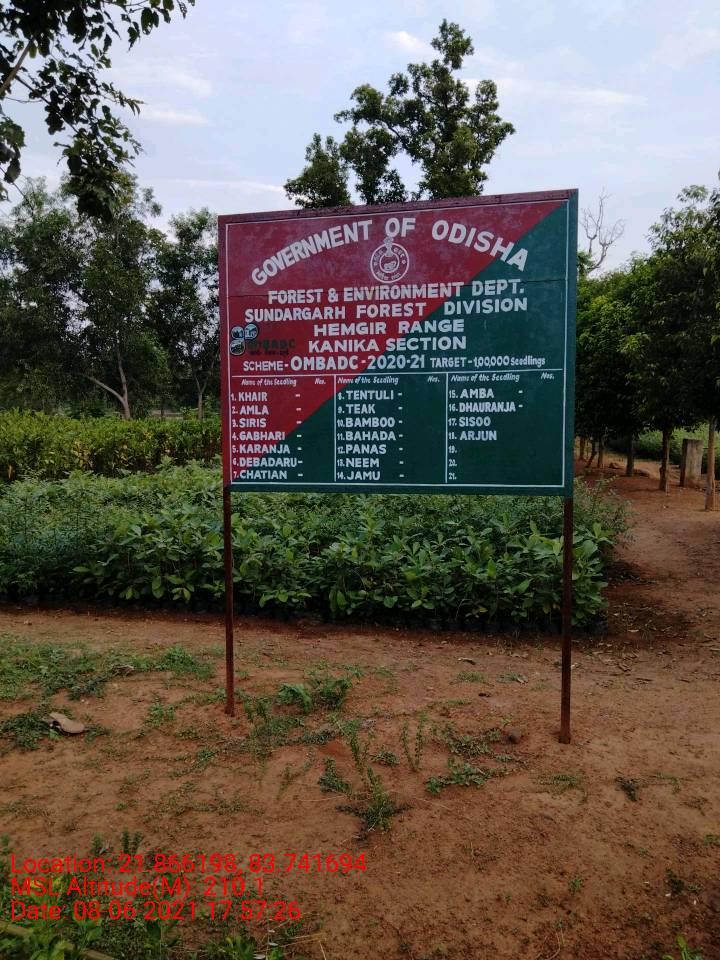 GOVERNMENT OF ODISHA
FOREST & ENVIRONMENT DEPT.
SUNDARGARH FOREST DIVISION
HEMGIR RANGE
KANIKA SECTION
OMBADC
SCHEME - OMBADC - 2020-21 TARGET - 1,00,000 Seedlings
Name of the Seedling Nos.
1. KHAIR -
2. AMLA -
3. SIRIS -
4. GABHARI -
5. KARANJA -
6. DEBADARU -
7. CHATIAN -
Name of the Seedling Nos.
8. TENTULI -
9. TEAK -
10. BAMBOO -
11. BAHADA -
12. PANAS -
13. NEEM -
14. JAMU -
Name of the Seedling Nos.
15. AMBA -
16. DHAURANJA -
17. SISOO
18. ARJUN
19.
20.
21.
Location: 21.866198, 83.741694
MSL Altitude(M): 210.1
Date: 08-06-2021 17:57:26